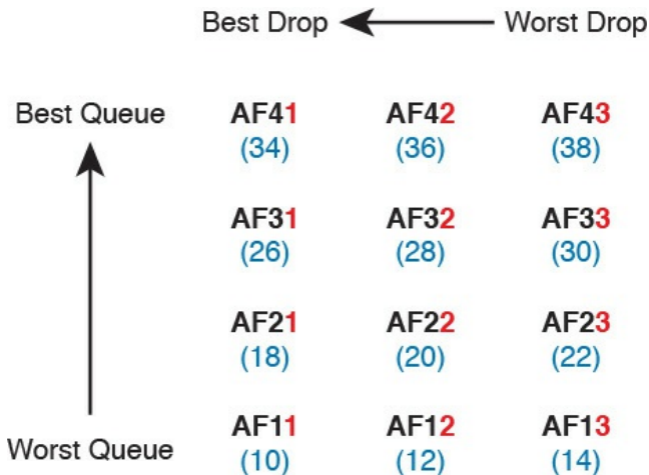 Best Drop Worst Drop
Best Queue AF41 AF42 AF43
(34) (36) (38)
AF31 AF32 AF33
(26) (28) (30)
AF21 AF22 AF23
(18) (20) (22)
Worst Queue AF11 AF12 AF13
(10) (12) (14)